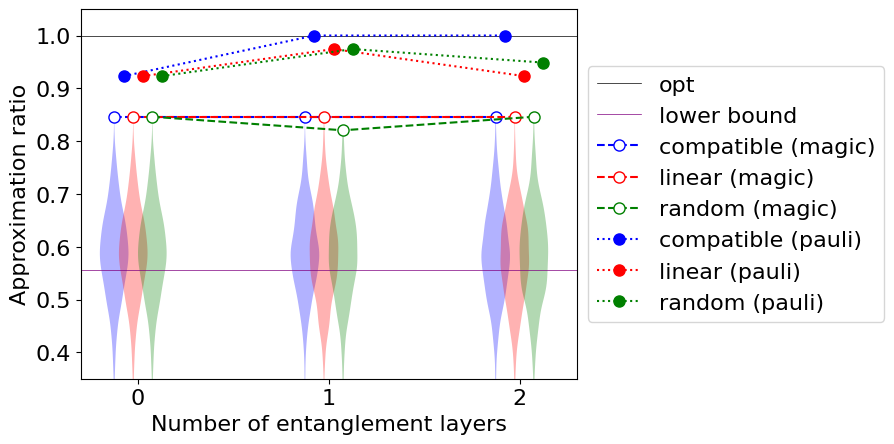 1.0
0.9
0.8
0.7
0.6
0.5
0.4
Approximation ratio
0 1 2
Number of entanglement layers
opt
lower bound
compatible (magic)
linear (magic)
random (magic)
compatible (pauli)
linear (pauli)
random (pauli)